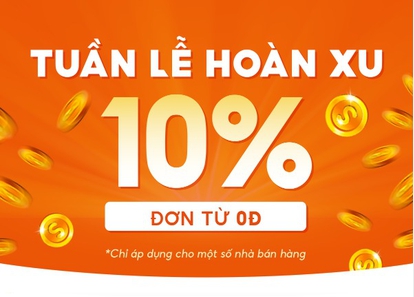 TUẦN LỄ HOÀN XU
10%
ĐƠN TỪ 0Đ
*Chỉ áp dụng cho một số nhà bán hàng